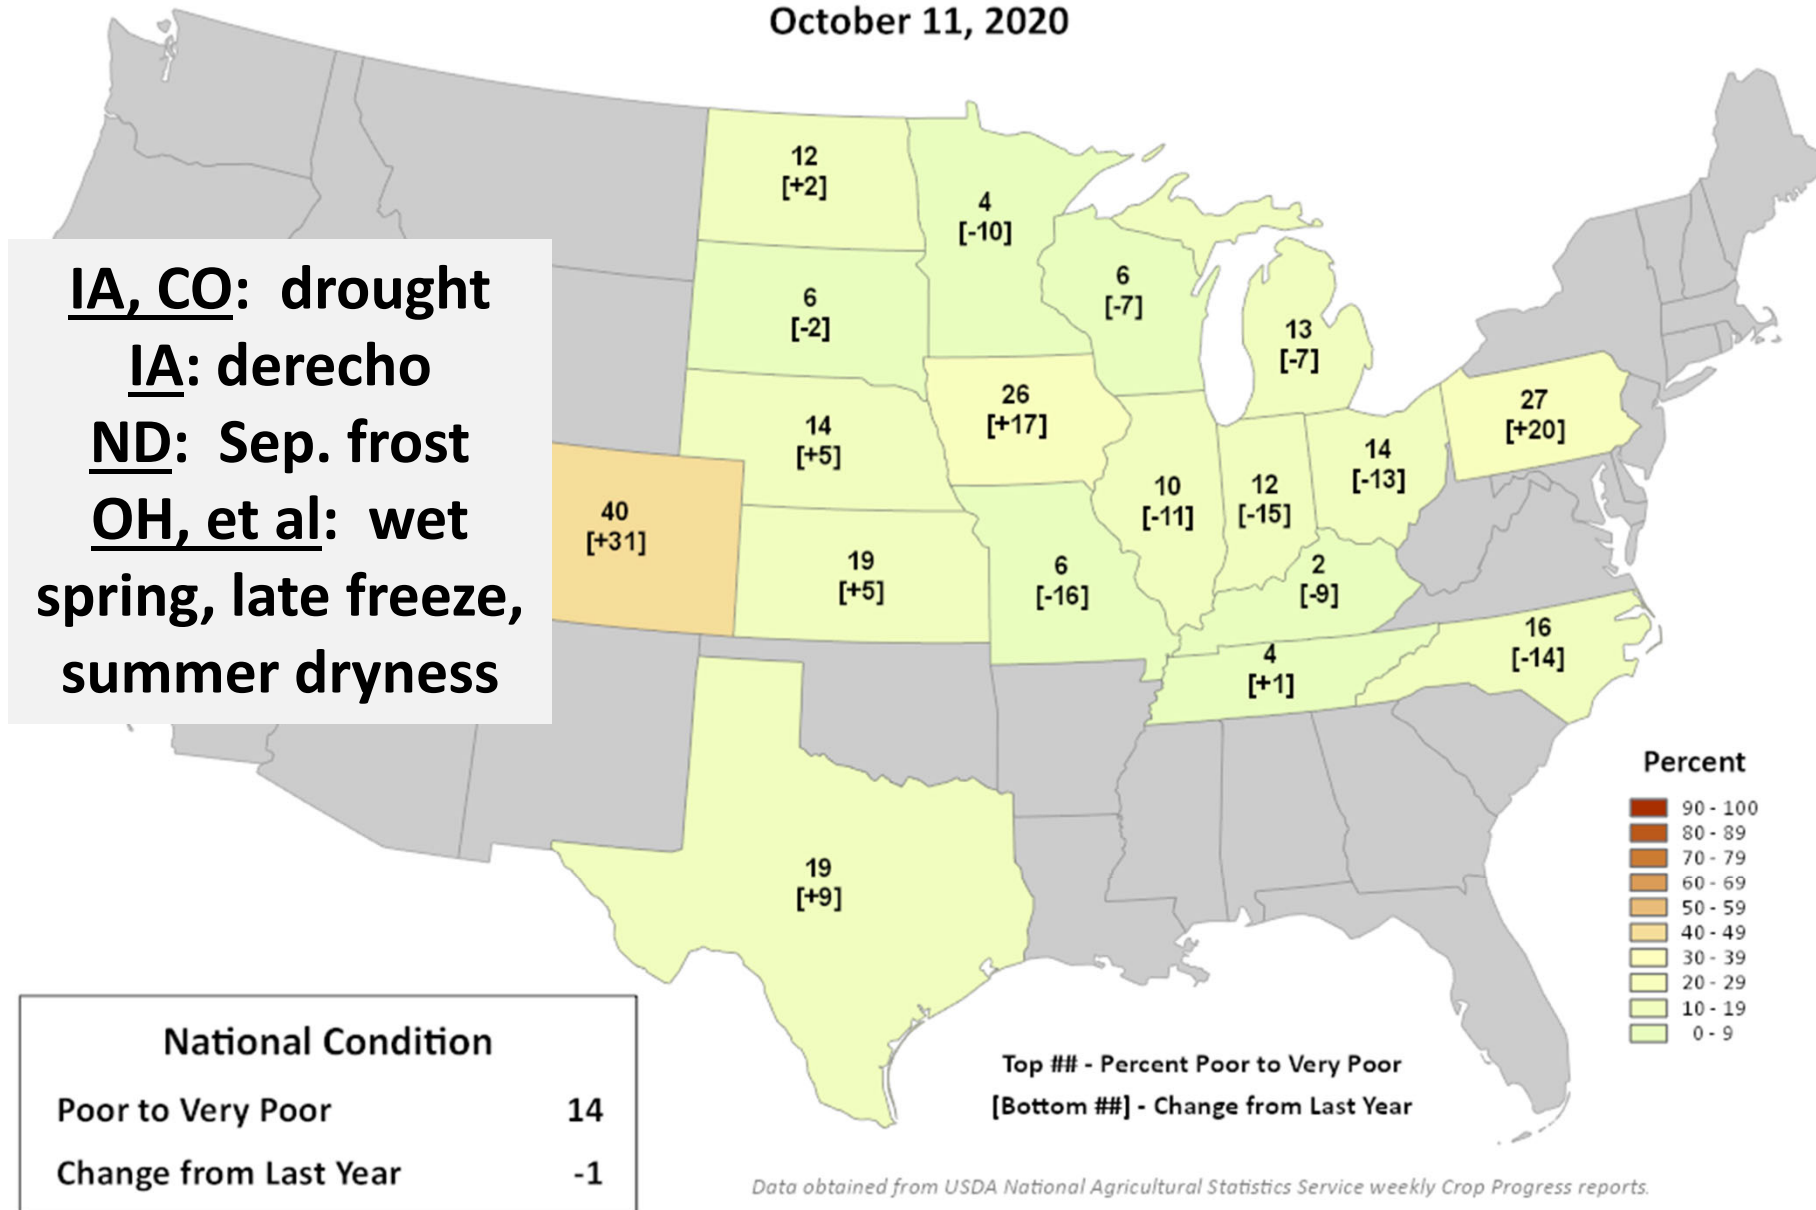 October 11, 2020
12
[+2]
4
[-10]
6
[-7]
6
[-2]
13
[-7]
26
[+17]
27
[+20]
14
[+5]
14
[-13]
10
[-11]
12
[-15]
40
[+31]
19
[+5]
6
[-16]
2
[-9]
16
[-14]
4
[+1]
19
[+9]
IA, CO:  drought
IA: derecho
ND:  Sep. frost
OH, et al:  wet
spring, late freeze,
summer dryness
Percent
90 - 100
80 - 89
70 - 79
60 - 69
50 - 59
40 - 49
30 - 39
20 - 29
10 - 19
0 - 9
National Condition
Poor to Very Poor 14
Change from Last Year -1
Top ## - Percent Poor to Very Poor
[Bottom ##] - Change from Last Year
Data obtained from USDA National Agricultural Statistics Service weekly Crop Progress reports.